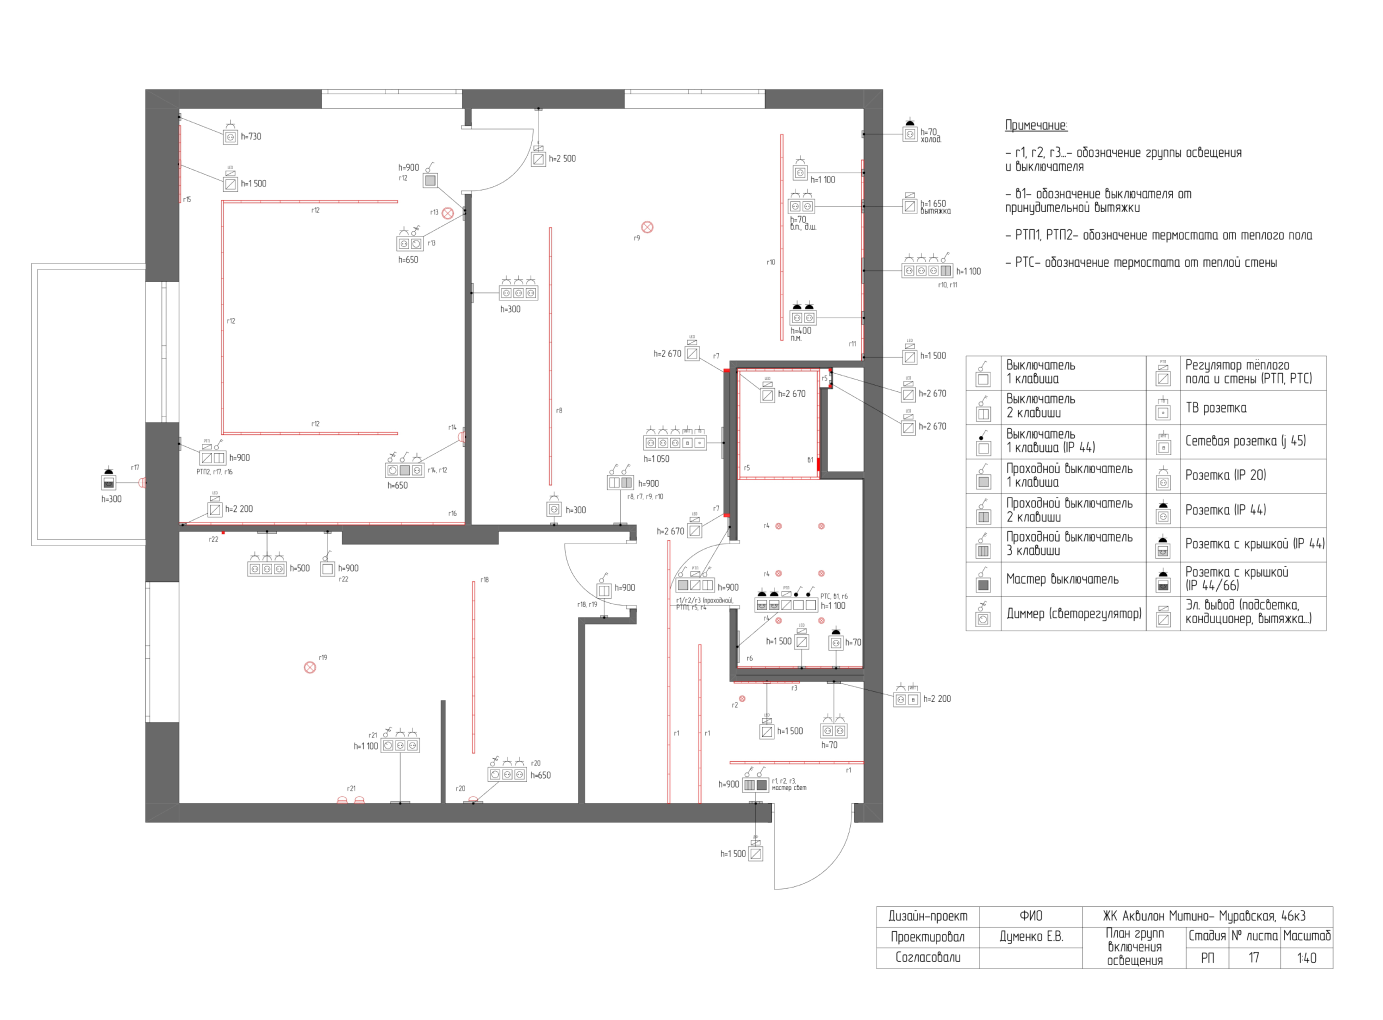 Примечание:
- г1, г2, г3...- обозначение группы освещения
и выключателя
- в1- обозначение выключателя от
принудительной вытяжки
- РТП1, РТП2- обозначение термостата от теплого пола
- РТС- обозначение термостата от теплой стены
h=730
h=1 500
г15
г12
h=900
г12
г13
г13
h=650
h=2 500
г9
h=300
г12
г12
г14
г14, г12
h=650
h=900
РТП2, г17, г16
г17
h=300
h=2 200
г16
г8
h=300
h=1 100
h=70
в.п., д.ш.
г10
h=400
п.м.
г11
h=70
холод.
h=1 650
вытяжка
h=1 100
г10, г11
h=1 500
h=2 670
h=2 670
h=2 670
г7
г5
h=2 670
h=1 050
г5
в1
h=900
г8, г7, г9, г10
г7
h=2 670
г4
г4
г4
h=900
г1/г2/г3 (проходной),
РТП1, г5, г4
РТС, в1, г6
h=1 100
h=1 500
h=70
г6
г22
h=500
h=900
г22
г18
h=900
г18, г19
г19
г21
h=1 100
г21
г20
h=650
г20
г1
г1
г2
г3
h=1 500
h=70
h=2 200
г1
h=900
г1, г2, г3,
мастер свет
h=1 500
Выключатель
1 клавиша
Регулятор тёплого
пола и стены (РТП, РТС)
Выключатель
2 клавиши
ТВ розетка
Выключатель
1 клавиша (IP 44)
Сетевая розетка (j 45)
Проходной выключатель
1 клавиша
Розетка (IP 20)
Проходной выключатель
2 клавиши
Розетка (IP 44)
Проходной выключатель
3 клавиши
Розетка с крышкой (IP 44)
Мастер выключатель
Розетка с крышкой
(IP 44/66)
Диммер (светорегулятор)
Эл. вывод (подсветка,
кондиционер, вытяжка...)
Дизайн-проект
ФИО
ЖК Аквилон Митино- Муравская, 46к3
Проектировал
Думенко Е.В.
План групп
включения
освещения
Стадия
№ листа
Масштаб
Согласовали
РП
17
1:40